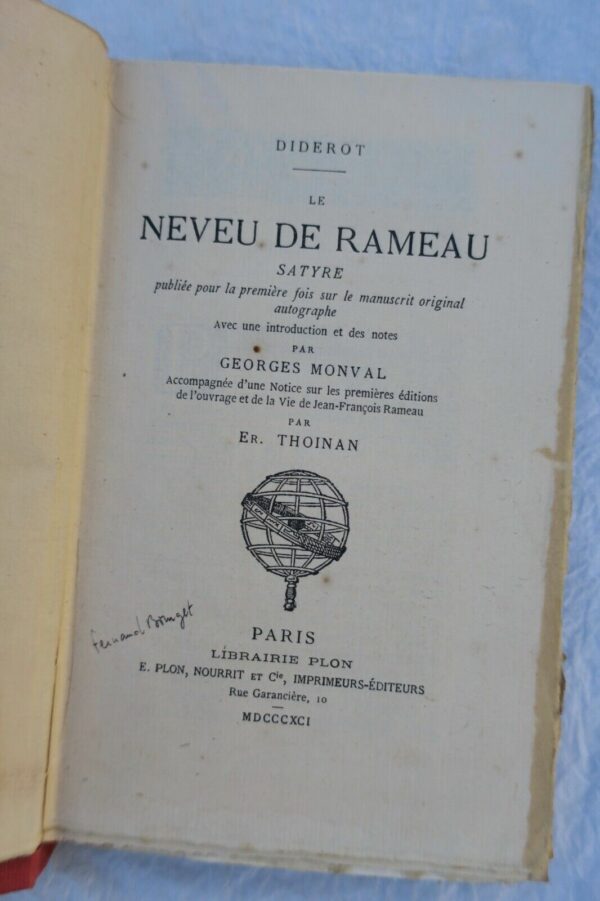 DIDEROT
LE
NEVEU DE RAMEAU
SATYRE
publiée pour la première fois sur le manuscrit original
autographe
Avec une introduction et des notes
PAR
GEORGES MONVAL
Accompagnée d'une Notice sur les premières éditions
de l'ouvrage et de la Vie de Jean-François Rameau
PAR
ER. THOINAN
Fernand
PARIS
LIBRAIRIE PLON
E. PLON, NOURRIT ET Cie, IMPRIMEURS-ÉDITEURS
Rue Garancière, 10
MDCCCXCI